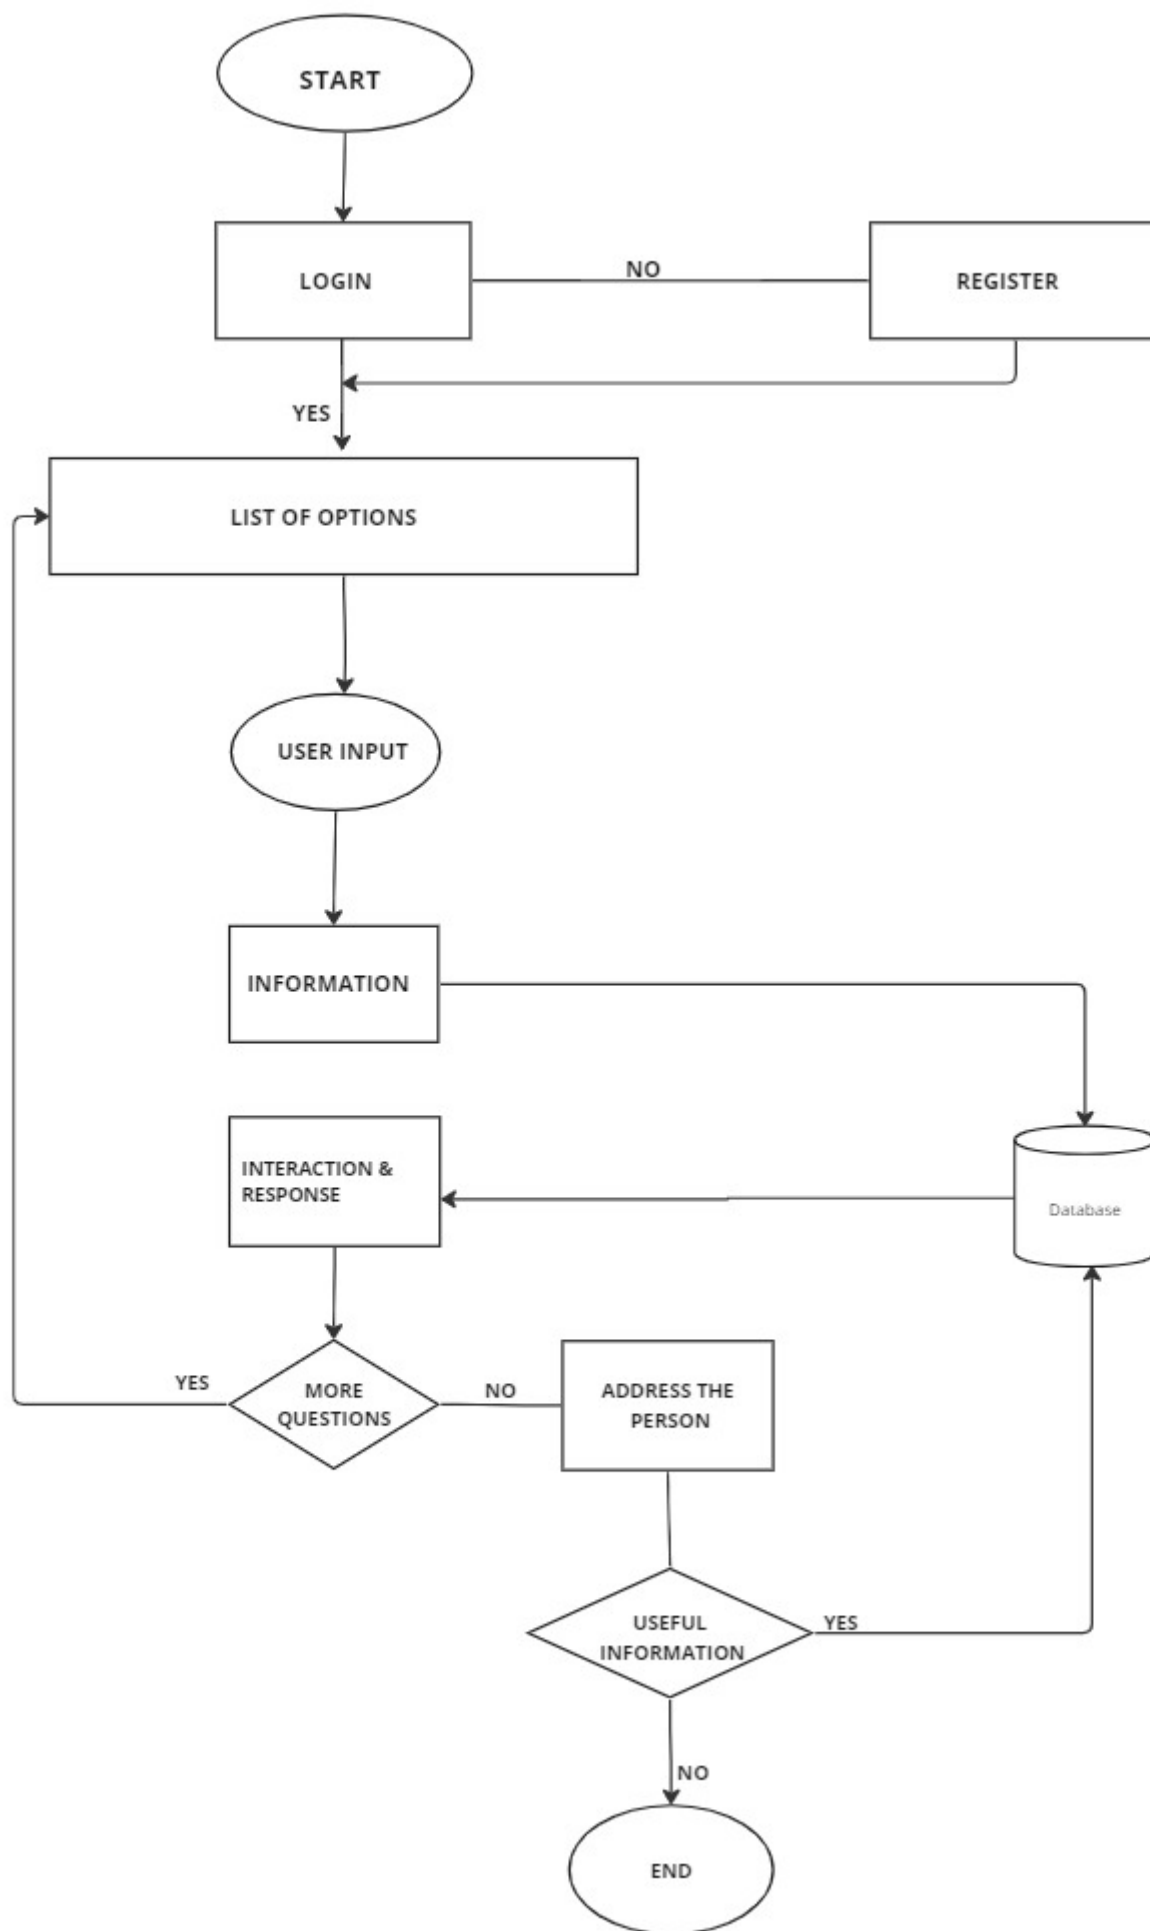 START
LOGIN
NO
REGISTER
YES
LIST OF OPTIONS
USER INPUT
INFORMATION
INTERACTION &
RESPONSE
Database
YES
MORE
QUESTIONS
NO
ADDRESS THE
PERSON
USEFUL
INFORMATION
YES
NO
END